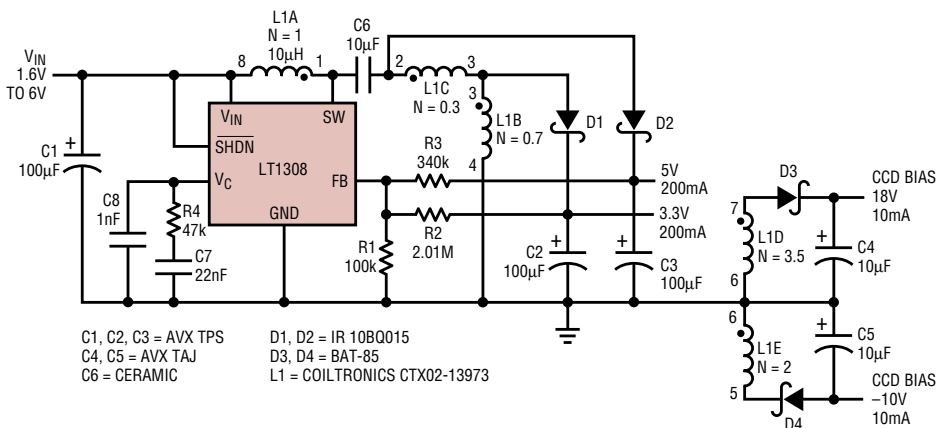 L1A
N = 1
10µH
C6
10µF
VIN
1.6V
TO 6V
8
1
2
3
L1C
N = 0.3
3
L1B
N = 0.7
4
D1
D2
VIN
SW
SHDN
LT1308
VC
FB
GND
C1
+
100µF
C8
1nF
R4
47k
C7
22nF
R3
340k
R2
2.01M
R1
100k
5V
200mA
3.3V
200mA
C2
+
100µF
+
C3
100µF
D3
CCD BIAS
18V
10mA
7
L1D
N = 3.5
6
+
C4
10µF
6
L1E
N = 2
5
+
C5
10µF
CCD BIAS
–10V
10mA
D4
C1, C2, C3 = AVX TPS
C4, C5 = AVX TAJ
C6 = CERAMIC
D1, D2 = IR 10BQ015
D3, D4 = BAT-85
L1 = COILTRONICS CTX02-13973